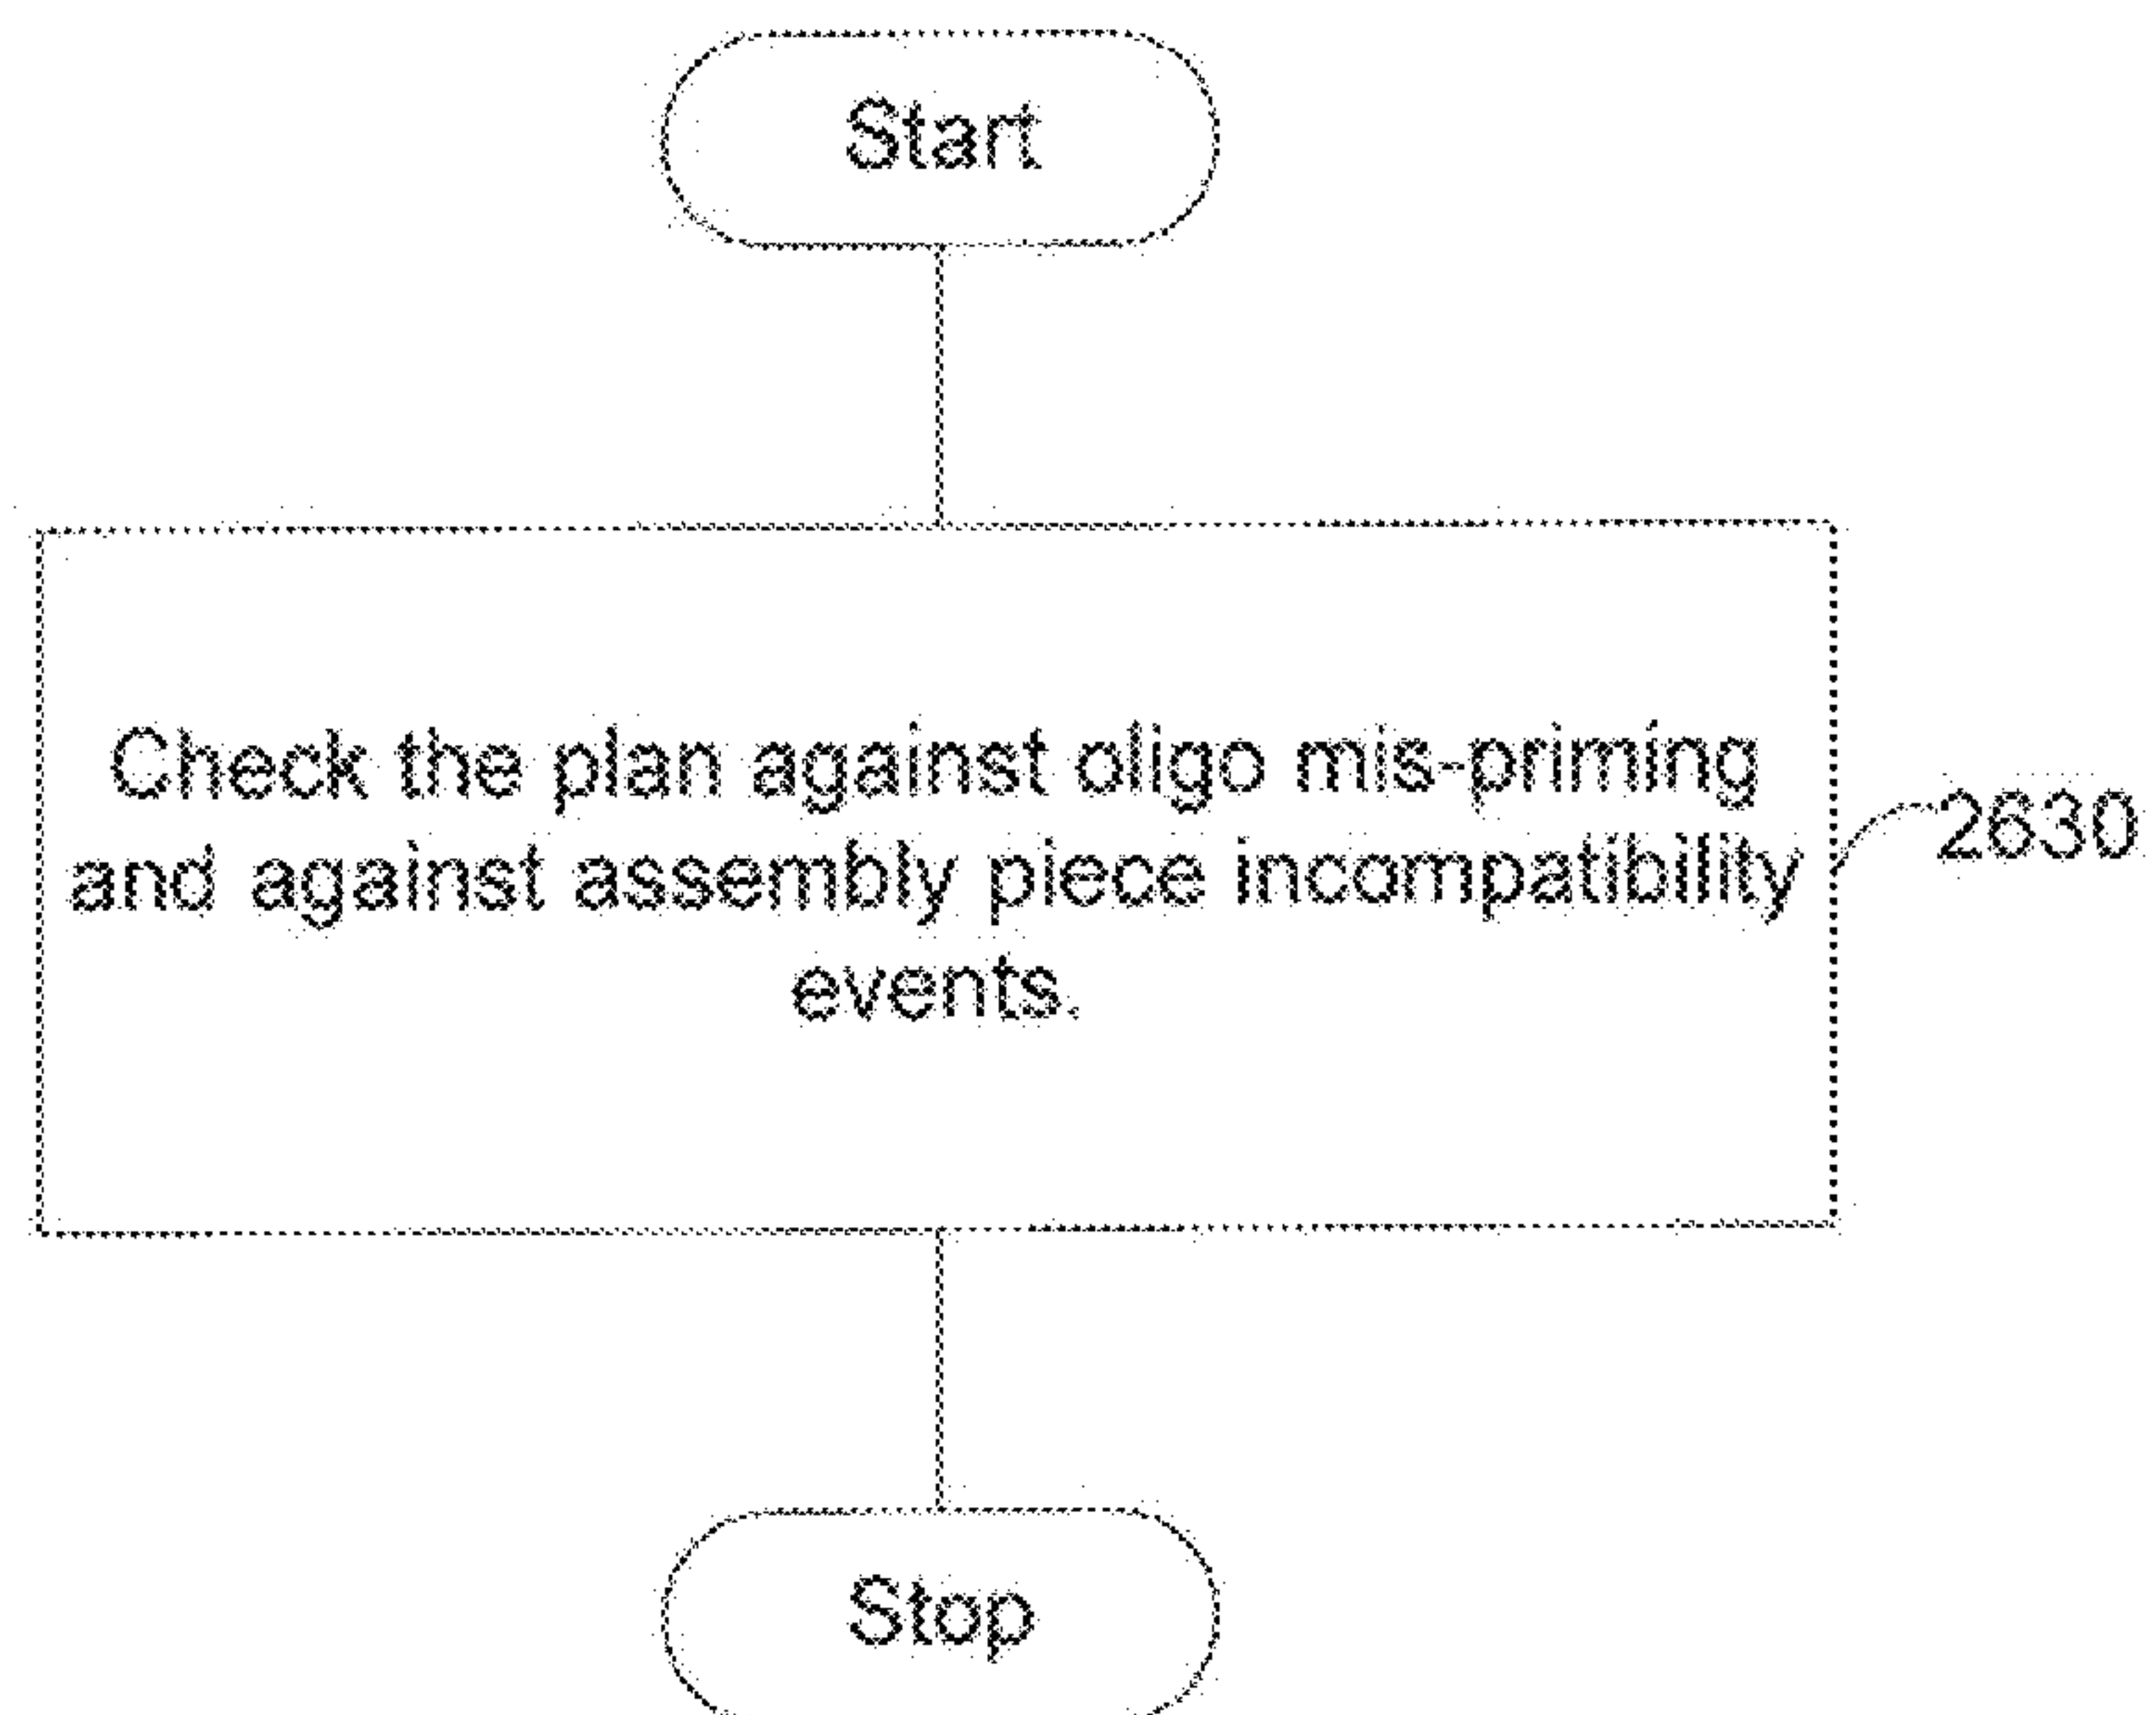 Start
Check the plan against oligo mis-priming
and against assembly piece incompatibility
events.
2630
Stop